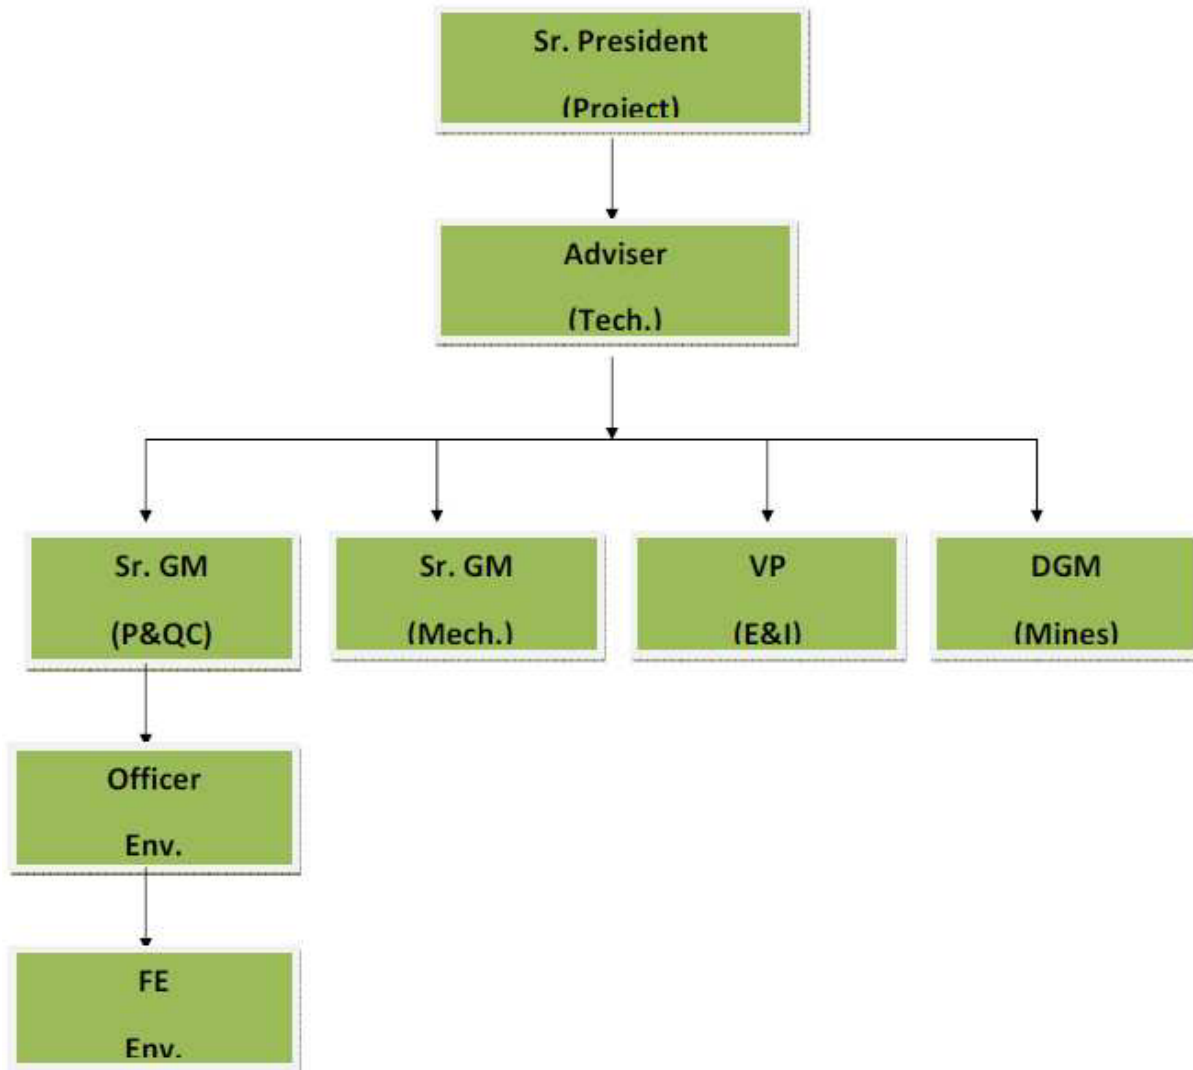 Sr. President
(Project)
Adviser
(Tech.)
Sr. GM
(P&QC)
Sr. GM
(Mech.)
VP
(E&I)
DGM
(Mines)
Officer
Env.
FE
Env.